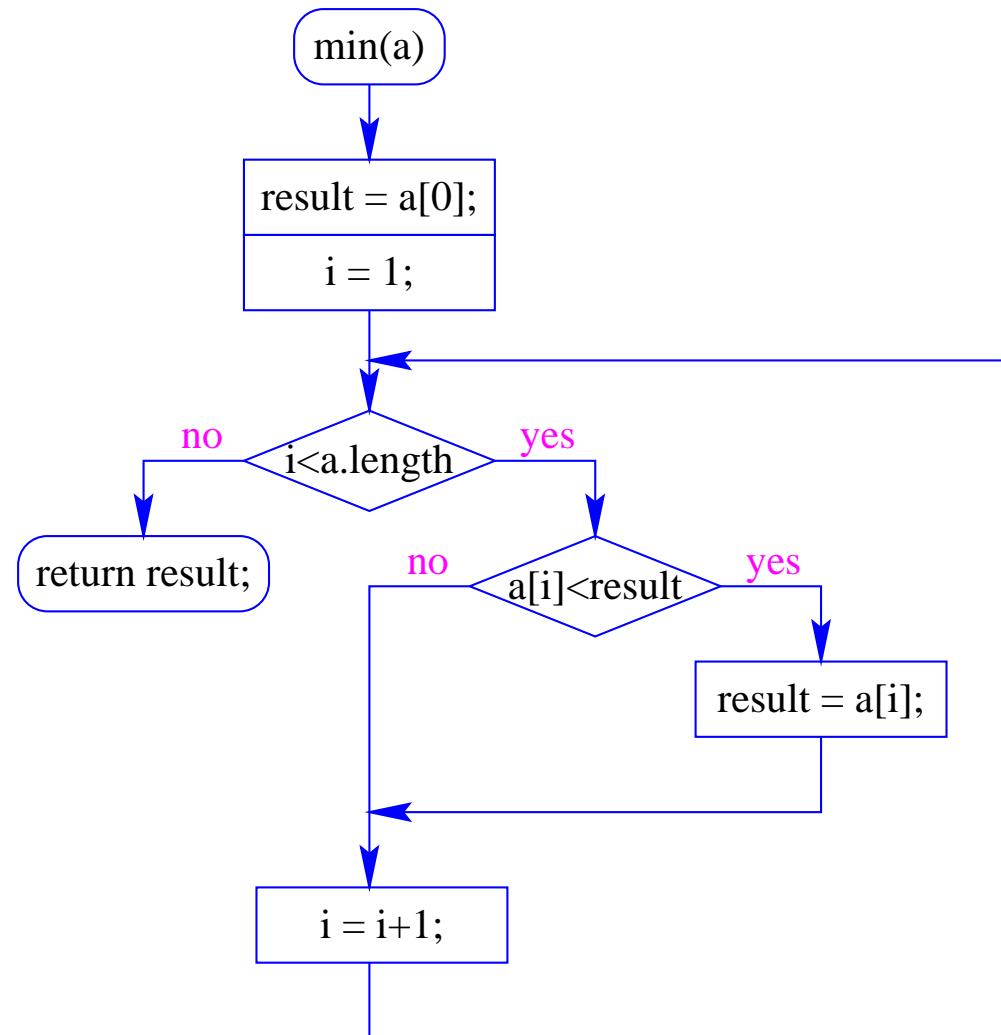 min(a)
result = a[0];
i = 1;
no
i<a.length
yes
return result;
no
a[i]<result
yes
result = a[i];
i = i+1;